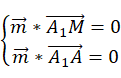 m⃗ * A₁M⃗ = 0
m⃗ * A₁A⃗ = 0